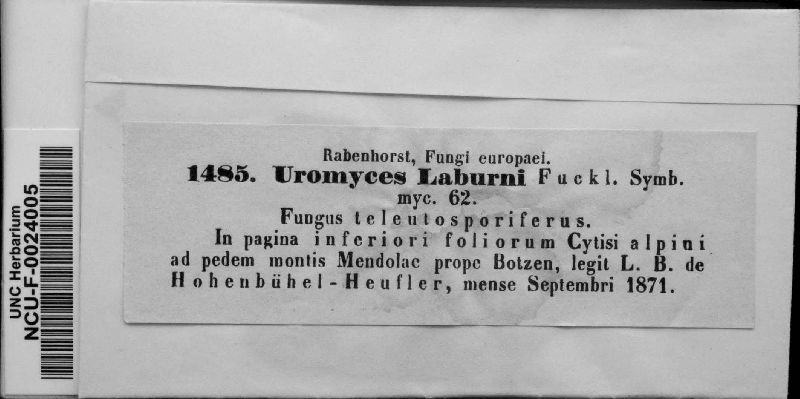 Rabenhorst, Fungi europaei.
1485. Uromyces Laburni Fuckl. Symb.
myc. 62.
Fungus teleutosporiferus.
In pagina inferiori foliorum Cytisi alpini
ad pedem montis Mendolae prope Botzen, legit L. B. de
Hohenbühel-Heufler, mense Septembri 1871.
UNC Herbarium
NCU-F-0024005